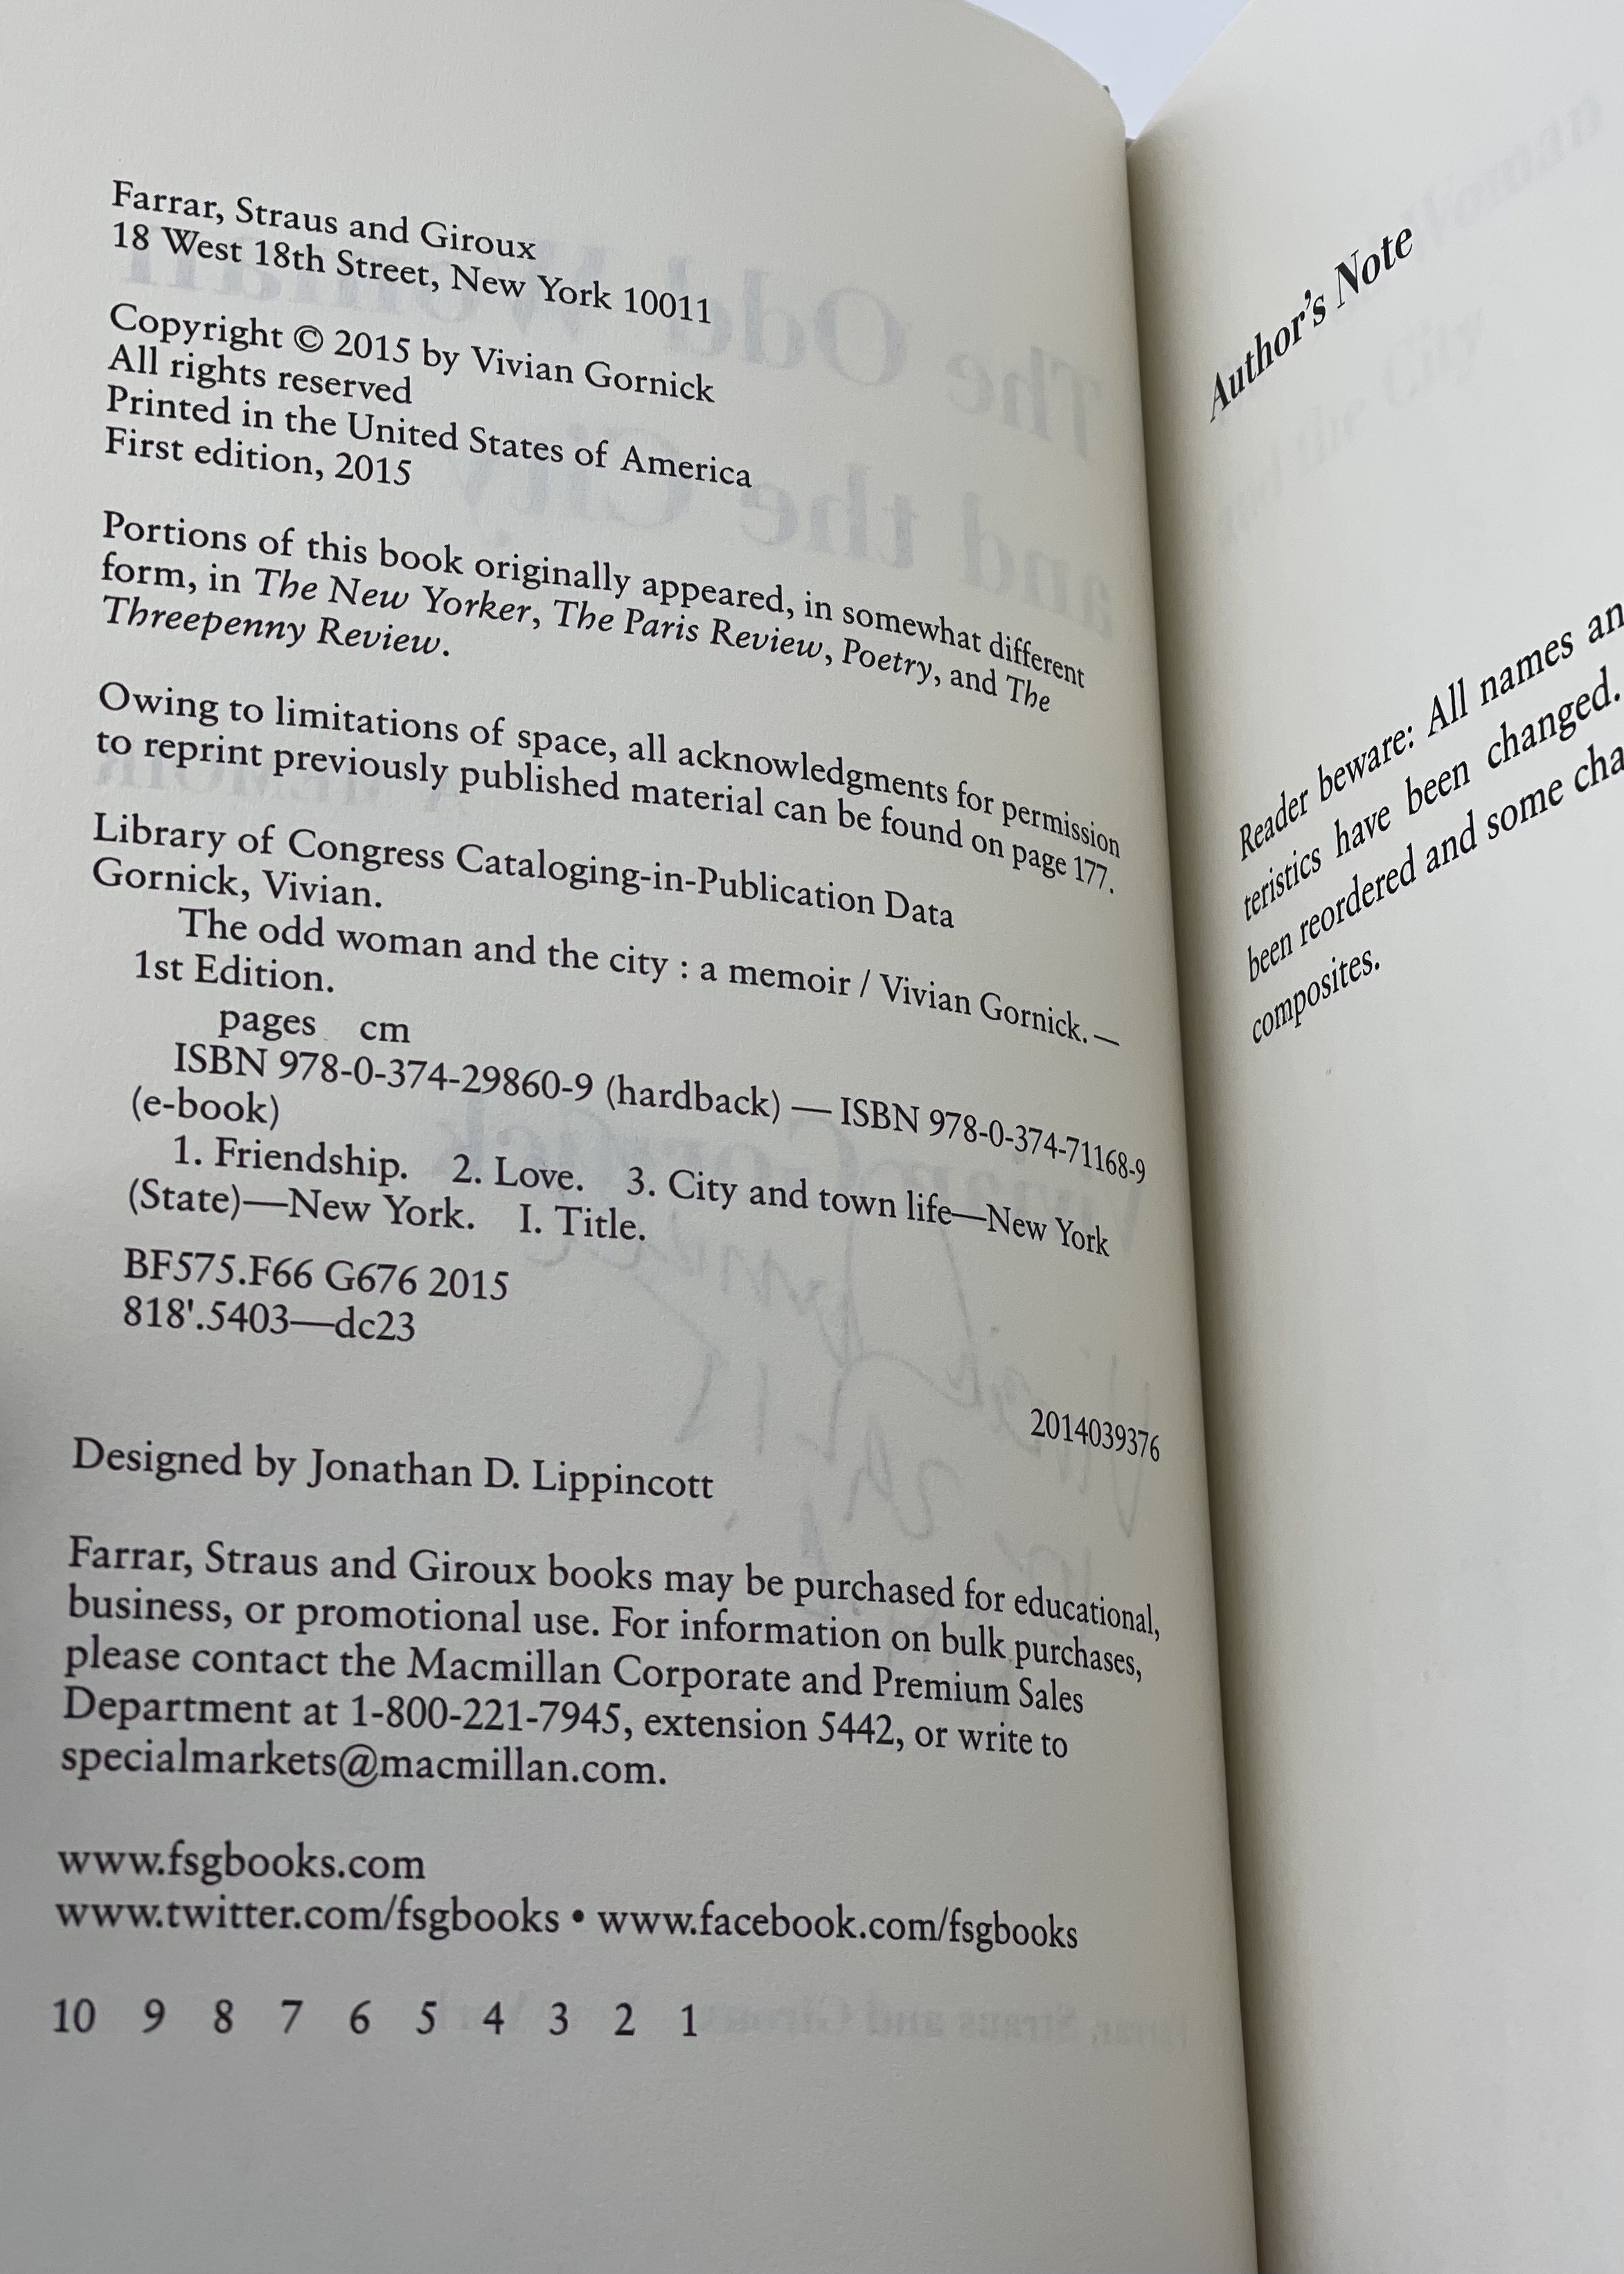 Farrar, Straus and Giroux
18 West 18th Street, New York 10011
Copyright © 2015 by Vivian Gornick
All rights reserved
Printed in the United States of America
First edition, 2015
Portions of this book originally appeared, in somewhat different
form, in The New Yorker, The Paris Review, Poetry, and The
Threepenny Review.
Owing to limitations of space, all acknowledgments for permission
to reprint previously published material can be found on page 177.
Library of Congress Cataloging-in-Publication Data
Gornick, Vivian.
The odd woman and the city : a memoir / Vivian Gornick. —
1st Edition.
pages cm
ISBN 978-0-374-29860-9 (hardback) — ISBN 978-0-374-71168-9
(e-book)
1. Friendship. 2. Love. 3. City and town life—New York
(State)—New York. I. Title.
BF575.F66 G676 2015
818'.5403—dc23
2014039376
Designed by Jonathan D. Lippincott
Farrar, Straus and Giroux books may be purchased for educational,
business, or promotional use. For information on bulk purchases,
please contact the Macmillan Corporate and Premium Sales
Department at 1-800-221-7945, extension 5442, or write to
specialmarkets@macmillan.com.
www.fsgbooks.com
www.twitter.com/fsgbooks • www.facebook.com/fsgbooks
10 9 8 7 6 5 4 3 2 1
Author's Note
Reader beware: All names an
teristics have been changed.
been reordered and some cha
composites.